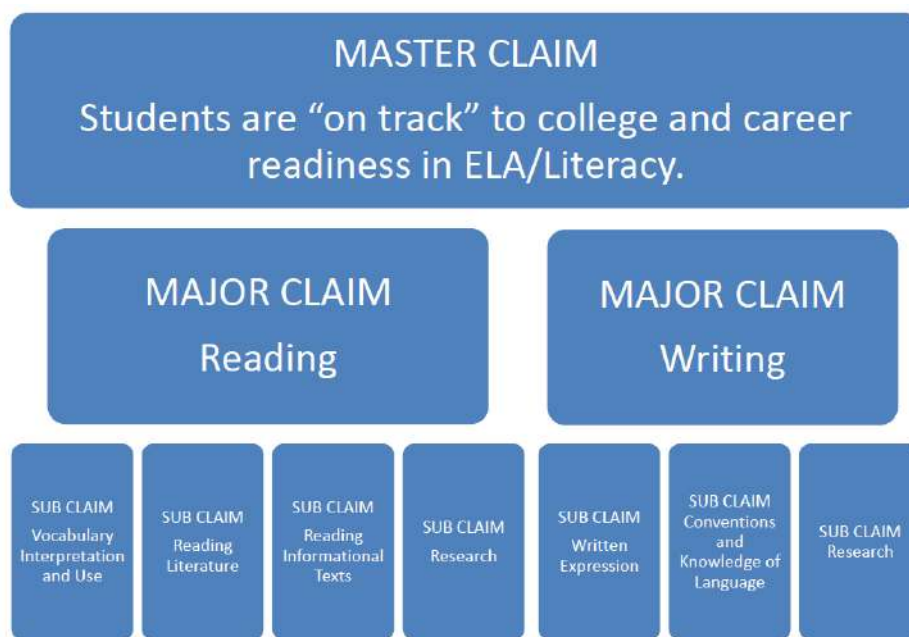 MASTER CLAIM
Students are “on track” to college and career
readiness in ELA/Literacy.
MAJOR CLAIM
Reading
MAJOR CLAIM
Writing
SUB CLAIM
Vocabulary
Interpretation
and Use
SUB CLAIM
Reading
Literature
SUB CLAIM
Reading
Informational
Texts
SUB CLAIM
Research
SUB CLAIM
Written
Expression
SUB CLAIM
Conventions
and
Knowledge of
Language
SUB CLAIM
Research